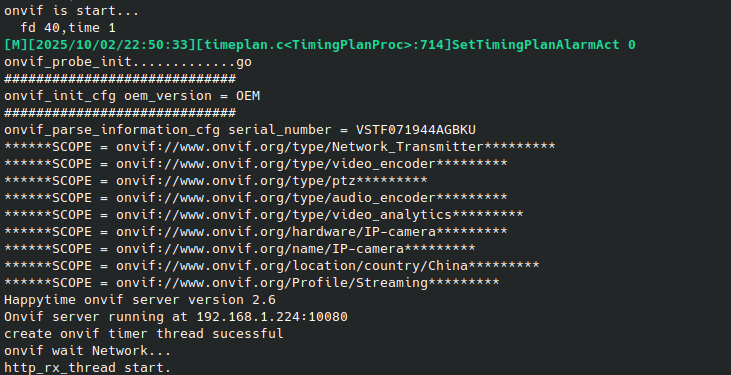 onvif is start...
fd 40,time 1
[M][2025/10/02/22:50:33][timeplan.c<TimingPlanProc>:714]SetTimingPlanAlarmAct 0
onvif_probe_init.............go
#############################
onvif_init_cfg oem_version = OEM
#############################
onvif_parse_information_cfg serial_number = VSTF071944AGBKU
******SCOPE = onvif://www.onvif.org/type/Network_Transmitter*********
******SCOPE = onvif://www.onvif.org/type/video_encoder*********
******SCOPE = onvif://www.onvif.org/type/ptz*********
******SCOPE = onvif://www.onvif.org/type/audio_encoder*********
******SCOPE = onvif://www.onvif.org/type/video_analytics*********
******SCOPE = onvif://www.onvif.org/hardware/IP-camera*********
******SCOPE = onvif://www.onvif.org/name/IP-camera*********
******SCOPE = onvif://www.onvif.org/location/country/China*********
******SCOPE = onvif://www.onvif.org/Profile/Streaming*********
Happytime onvif server version 2.6
Onvif server running at 192.168.1.224:10080
create onvif timer thread sucessful
onvif wait Network...
http_rx_thread start.